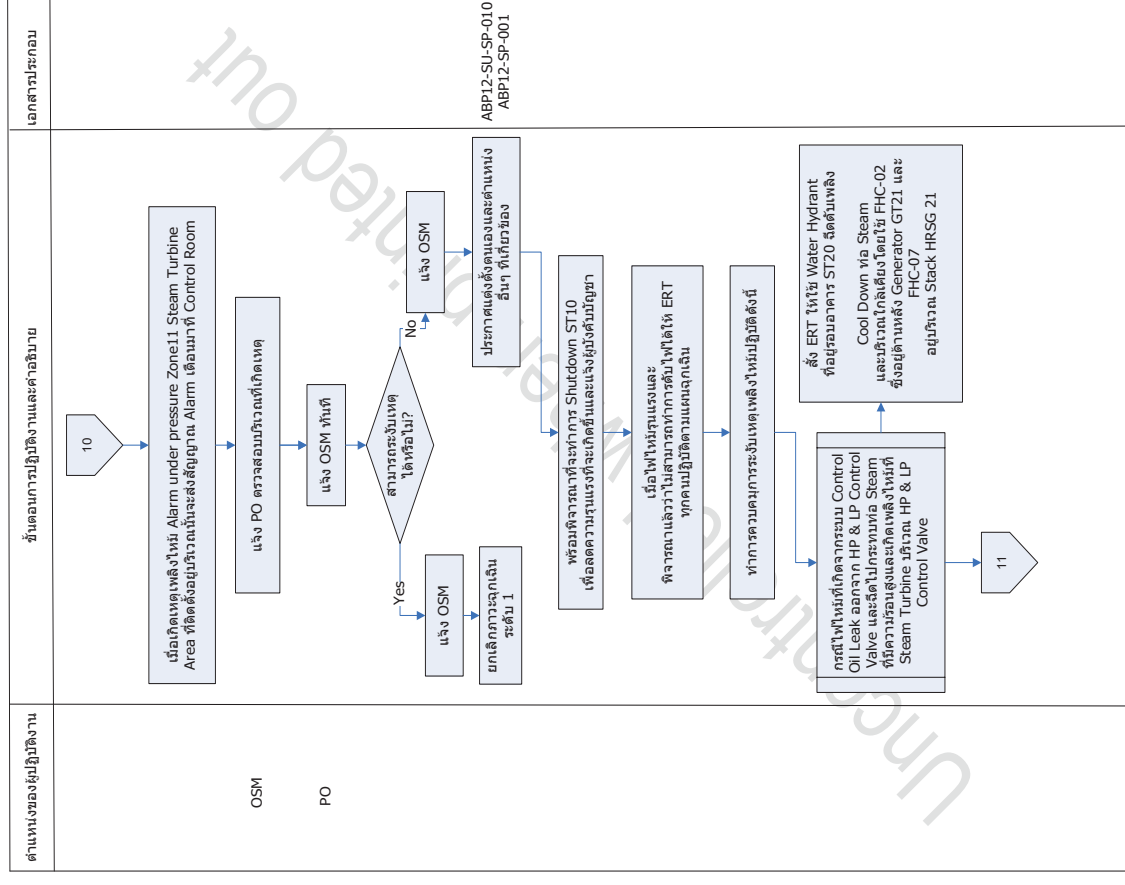 ตำแหน่งของผู้ปฏิบัติงาน
ขั้นตอนการปฏิบัติงานและคำอธิบาย
เอกสารประกอบ
10
เมื่อเกิดเหตุเพลิงไหม้ Alarm under pressure Zone11 Steam Turbine
Area ที่ติดตั้งอยู่บริเวณนั้นจะส่งสัญญาณ Alarm เตือนมาที่ Control Room
OSM
แจ้ง PO ตรวจสอบบริเวณที่เกิดเหตุ
PO
แจ้ง OSM ทันที
สามารถระงับเหตุ
ได้หรือไม่?
Yes
No
แจ้ง OSM
ยกเลิกภาวะฉุกเฉิน
ระดับ 1
แจ้ง OSM
ประกาศแต่งตั้งตนเองและตำแหน่ง
อื่นๆ ที่เกี่ยวข้อง
ABP12-SU-SP-010
ABP12-SP-001
พร้อมพิจารณาที่จะทำการ Shutdown ST10
เพื่อลดความรุนแรงที่จะเกิดขึ้นและแจ้งผู้บังคับบัญชา
เมื่อไฟไหม้รุนแรงและ
พิจารณาแล้วว่าไม่สามารถทำการดับไฟได้ให้ ERT
ทุกคนปฏิบัติตามแผนฉุกเฉิน
ทำการควบคมุการระงับเหตุเพลิงไหม้ปฏิบัติดังนี้
กรณีไฟไหม้ที่เกิดจากระบบ Control
Oil Leak ออกจาก HP & LP Control
Valve และฉีดไปกระทบท่อ Steam
ที่มีความร้อนสูงและเกิดเพลิงไหม้ที่
Steam Turbine บริเวณ HP & LP
Control Valve
สั่ง ERT ให้ใช้ Water Hydrant
ที่อยู่รอบอาคาร ST20 ฉีดดับเพลิง
Cool Down ท่อ Steam
และบริเวณใกล้เคียงโดยใช้ FHC-02
ซึ่งอยู่ด้านหลัง Generator GT21 และ
FHC-07
อยู่บริเวณ Stack HRSG 21
11
Uncontrolled when printed out